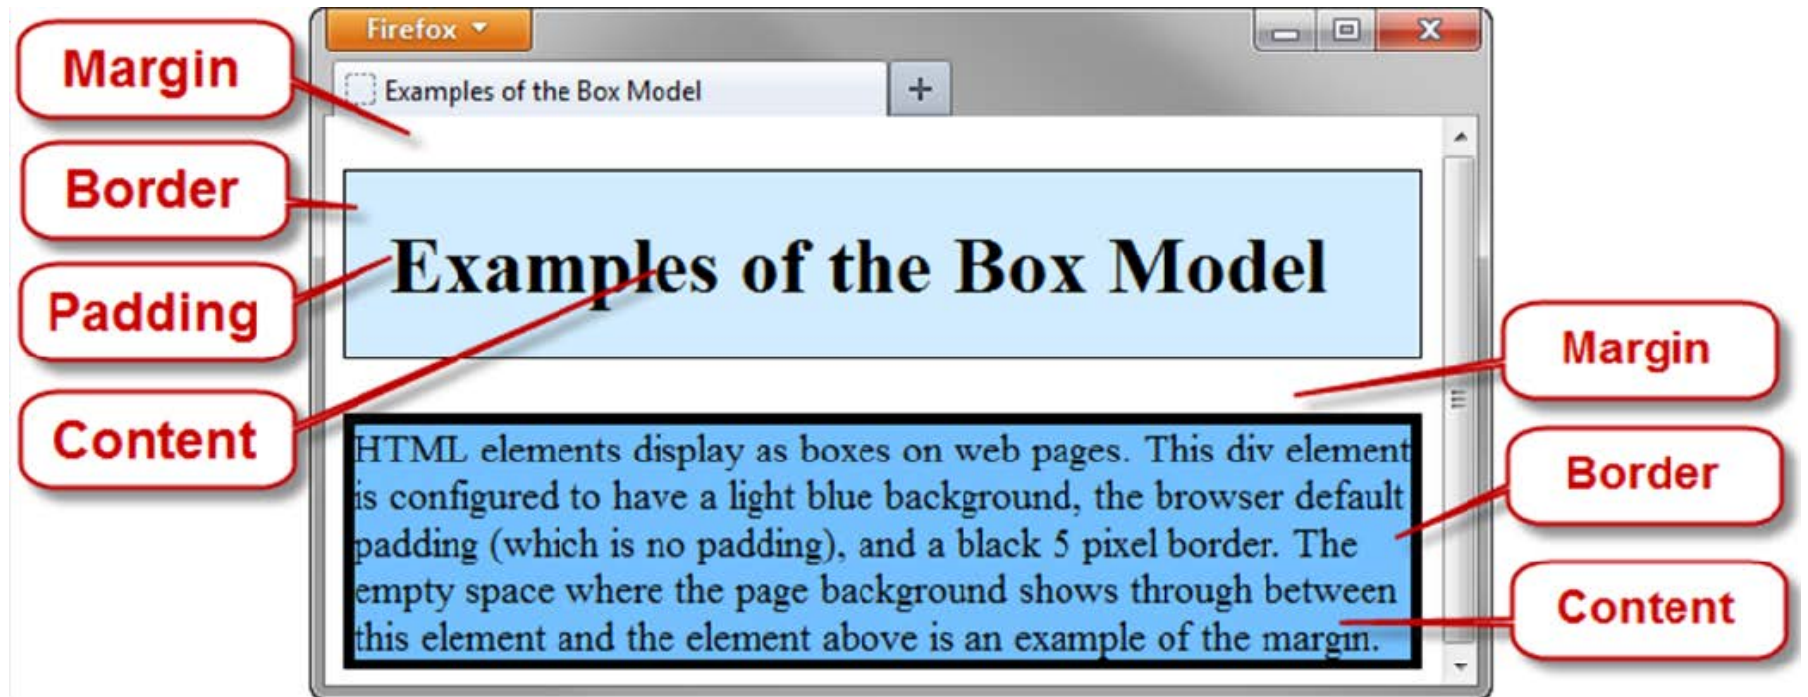 Margin
Border
Padding
Content
Firefox
Examples of the Box Model
Examples of the Box Model
HTML elements display as boxes on web pages. This div element
is configured to have a light blue background, the browser default
padding (which is no padding), and a black 5 pixel border. The
empty space where the page background shows through between
this element and the element above is an example of the margin.
Margin
Border
Content